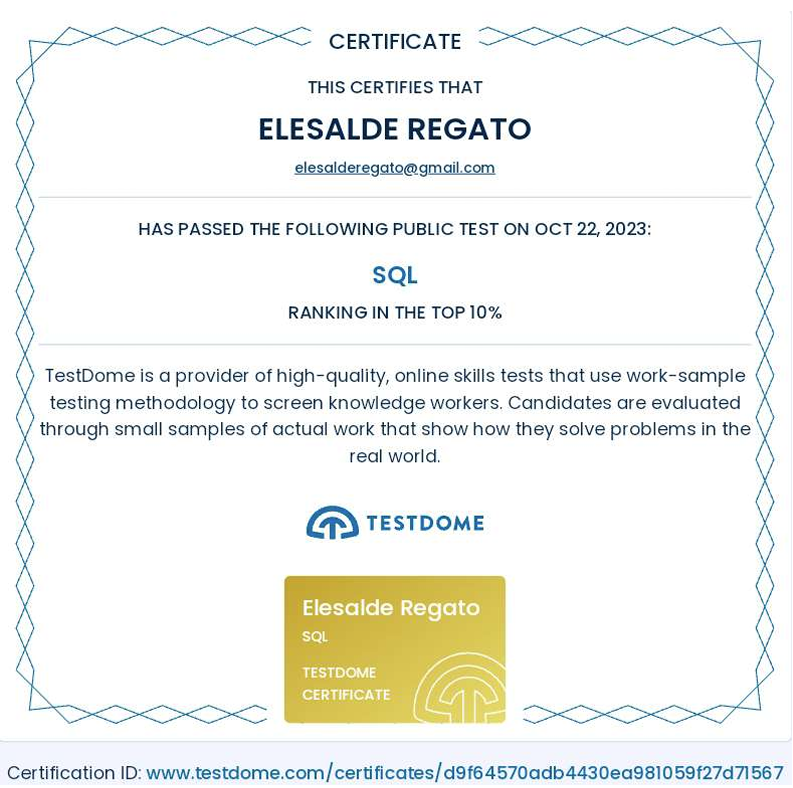 CERTIFICATE
THIS CERTIFIES THAT
ELESALDE REGATO
elesalderegato@gmail.com
HAS PASSED THE FOLLOWING PUBLIC TEST ON OCT 22, 2023:
SQL
RANKING IN THE TOP 10%
TestDome is a provider of high-quality, online skills tests that use work-sample
testing methodology to screen knowledge workers. Candidates are evaluated
through small samples of actual work that show how they solve problems in the
real world.
TESTDOME
Elesalde Regato
SQL
TESTDOME
CERTIFICATE
Certification ID: www.testdome.com/certificates/d9f64570adb4430ea981059f27d71567